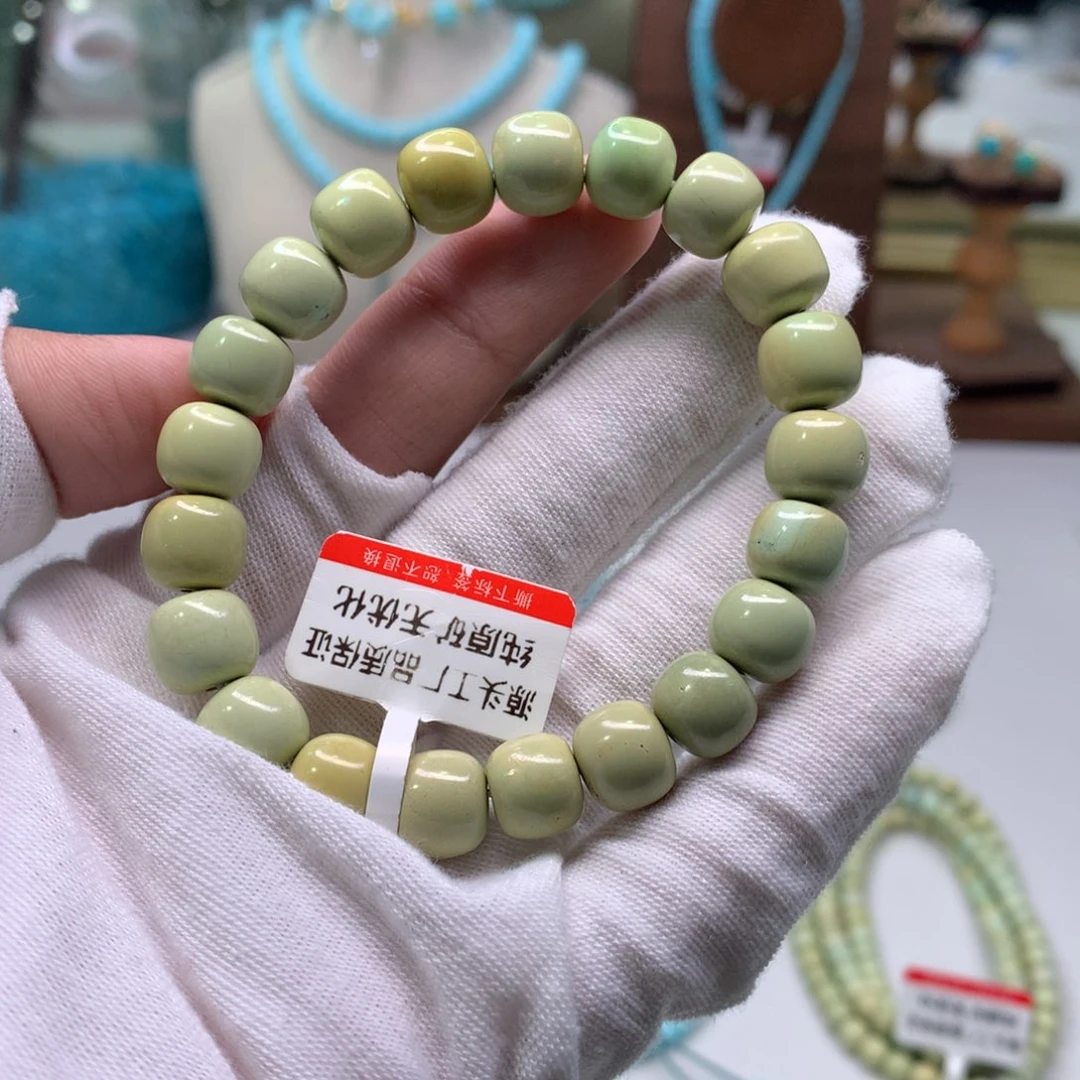 源头工厂 品质保证
纯原矿 无优化
撕下标签、恕不退换